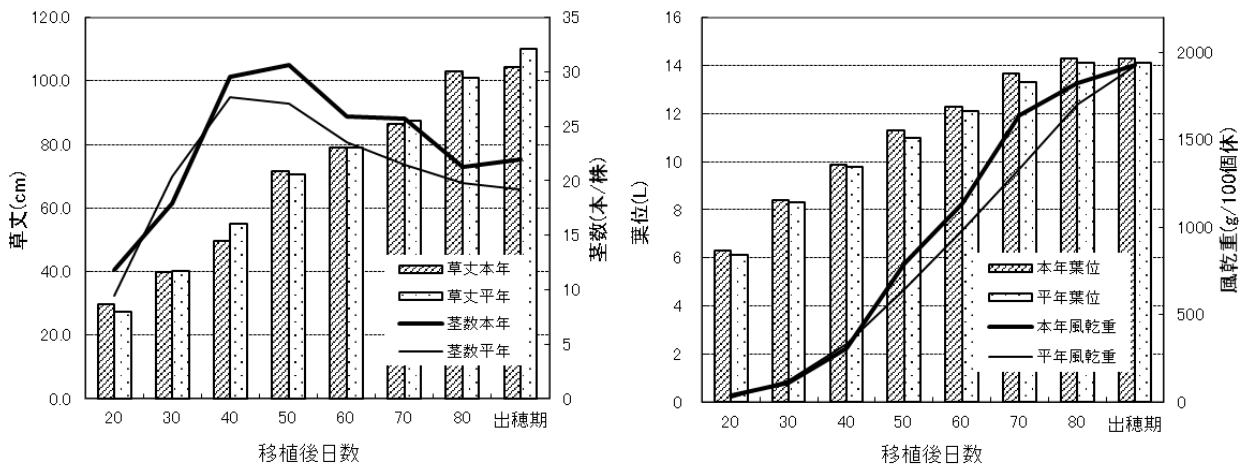 120.0
100.0
80.0
60.0
40.0
20.0
0.0
草丈(cm)
35
30
25
20
15
10
5
0
茎数(本/株)
草丈本年
草丈平年
茎数本年
茎数平年
20 30 40 50 60 70 80 出穂期
移植後日数
16
14
12
10
8
6
4
2
0
葉位(L)
2000
1500
1000
500
0
風乾重(g/100個体)
本年葉位
平年葉位
本年風乾重
平年風乾重
20 30 40 50 60 70 80 出穂期
移植後日数